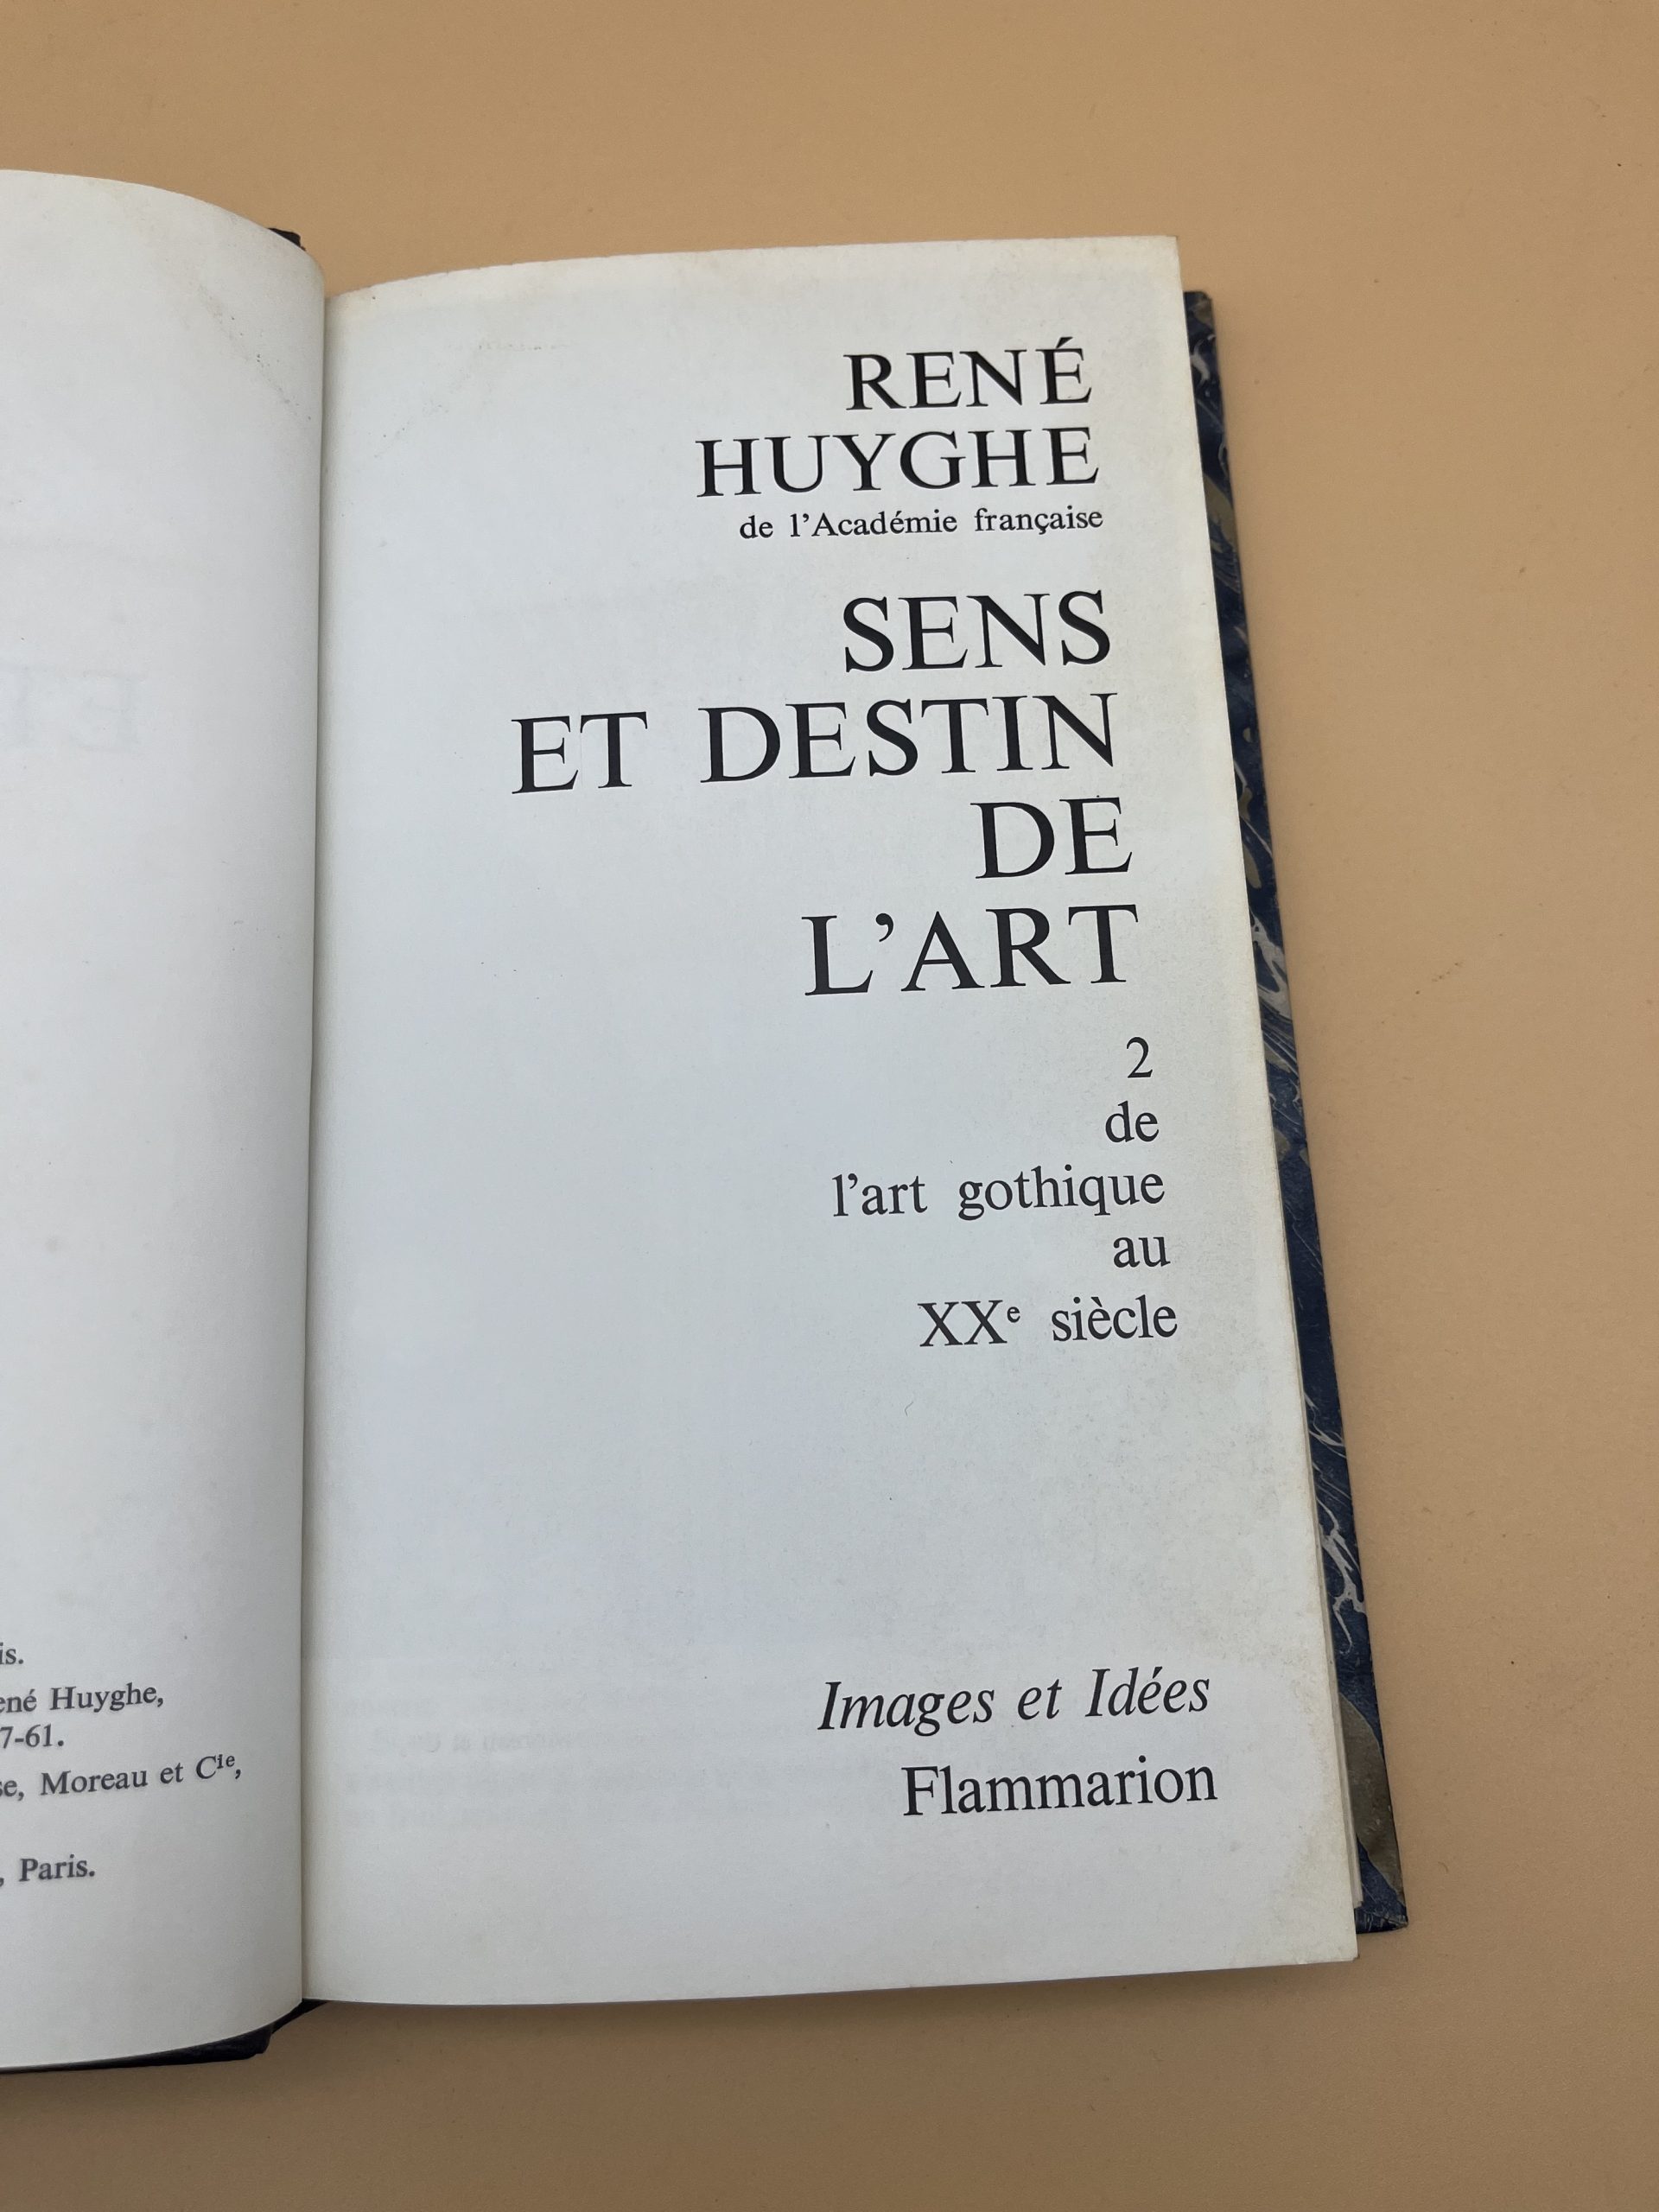 is.
ené Huyghe,
7-61.
se, Moreau et Cie,
, Paris.
RENÉ
HUYGHE
de l’Académie française
SENS
ET DESTIN
DE
L’ART
2
de
l’art gothique
au
XXe siècle
Images et Idées
Flammarion